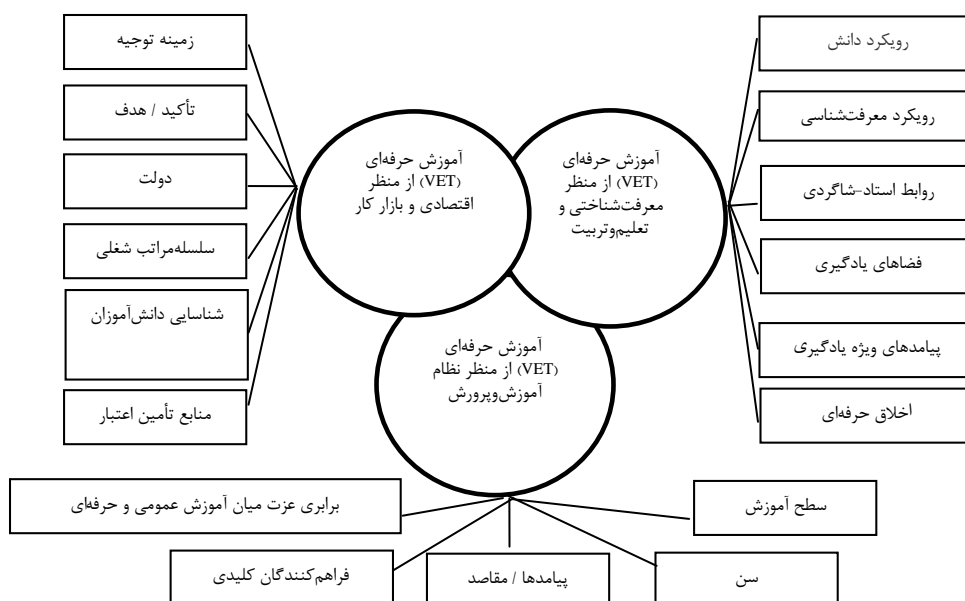 زمینه توجیه
تأکید / هدف
دولت
سلسله‌مراتب شغلی
شناسایی دانش‌آموزان
منابع تأمین اعتبار
رویکرد دانش
رویکرد معرفت‌شناسی
روابط استاد-شاگردی
فضاهای یادگیری
پیامدهای ویژه یادگیری
اخلاق حرفه‌ای
آموزش حرفه‌ای
(VET) از منظر
اقتصادی و بازار کار
آموزش حرفه‌ای
(VET) از منظر
معرفت‌شناختی و
تعلیم‌وتربیت
آموزش حرفه‌ای
(VET) از منظر نظام
آموزش‌وپرورش
برابری عزت میان آموزش عمومی و حرفه‌ای
سطح آموزش
فراهم‌کنندگان کلیدی
پیامدها / مقاصد
سن